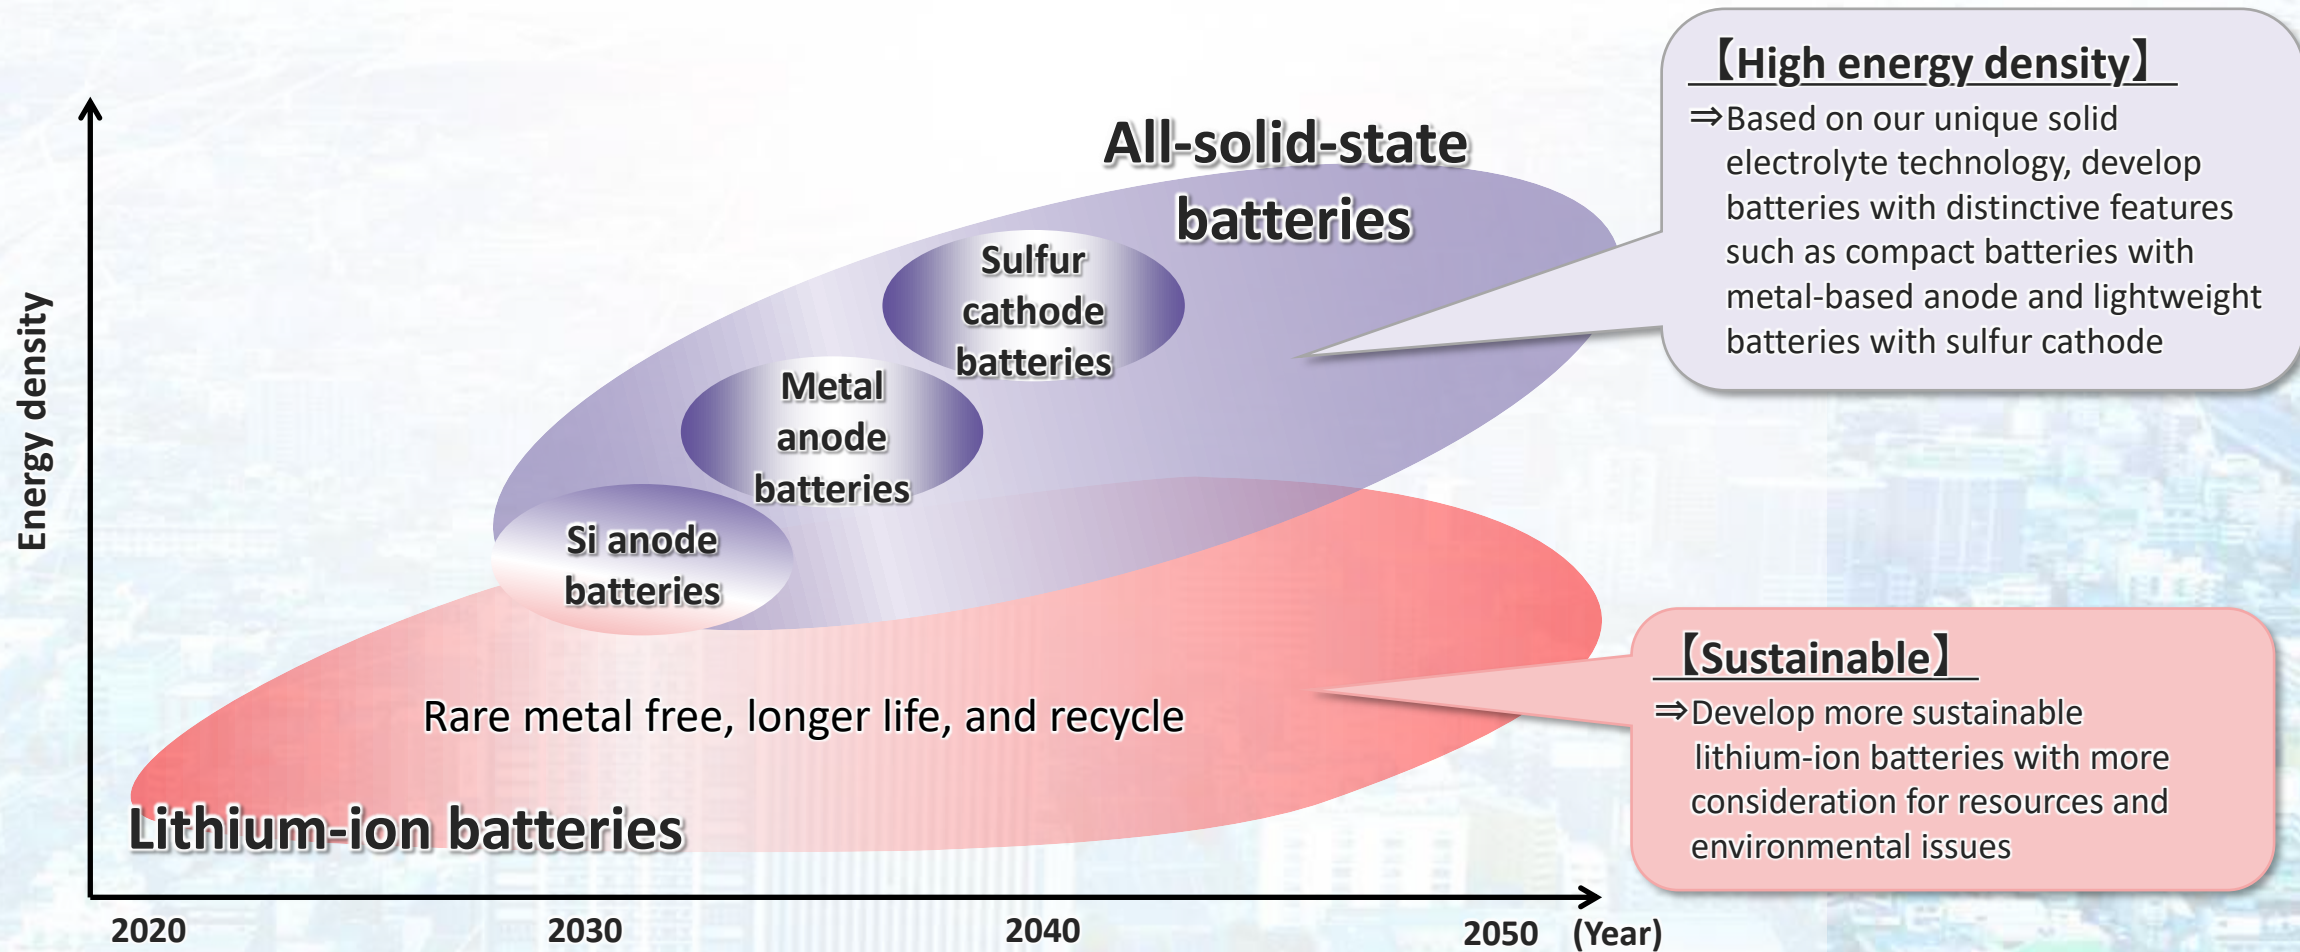 【High energy density】
⇒Based on our unique solid
electrolyte technology, develop
batteries with distinctive features
such as compact batteries with
metal-based anode and lightweight
batteries with sulfur cathode
All-solid-state
batteries
Sulfur
cathode
batteries
Metal
anode
batteries
Si anode
batteries
Energy density
【Sustainable】
⇒Develop more sustainable
lithium-ion batteries with more
consideration for resources and
environmental issues
Rare metal free, longer life, and recycle
Lithium-ion batteries
2020 2030 2040 2050 (Year)